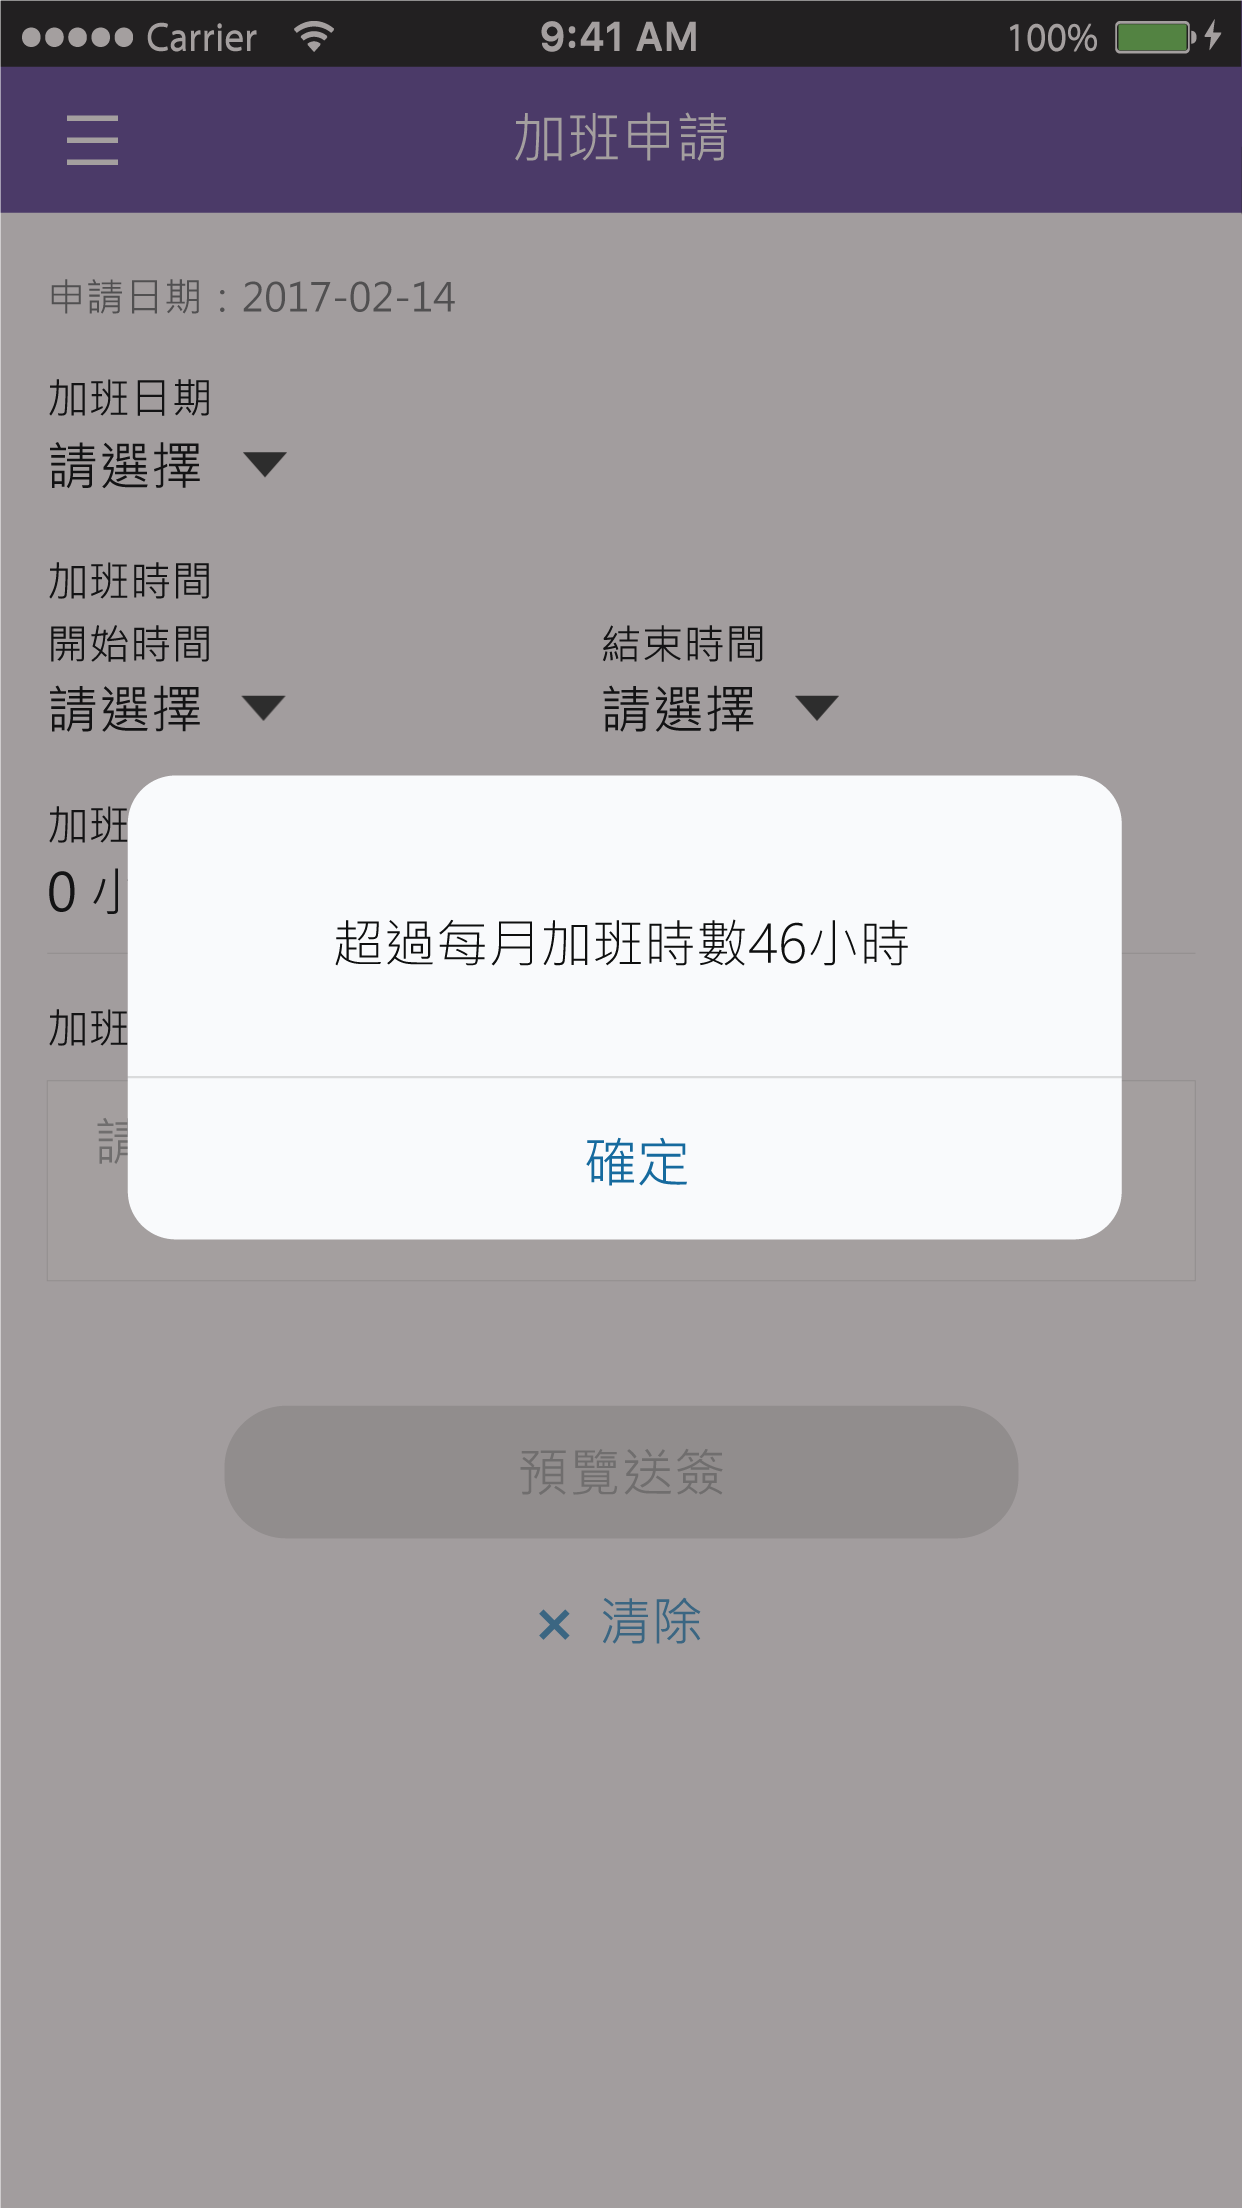 Carrier 9:41 AM 100%
加班申請
申請日期：2017-02-14
加班日期
請選擇
加班時間
開始時間 結束時間
請選擇 請選擇
加班
0 小
超過每月加班時數46小時
加班
請
確定
預覽送簽
× 清除